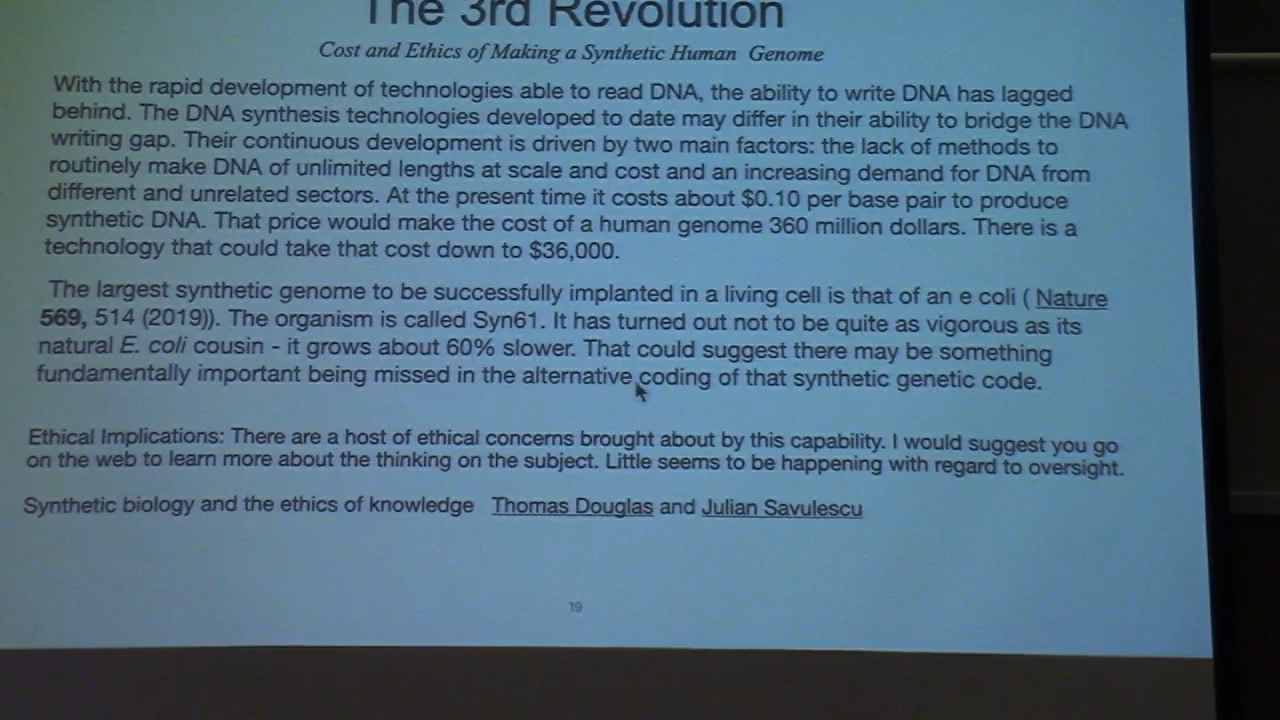 The 3rd Revolution
Cost and Ethics of Making a Synthetic Human Genome
With the rapid development of technologies able to read DNA, the ability to write DNA has lagged
behind. The DNA synthesis technologies developed to date may differ in their ability to bridge the DNA
writing gap. Their continuous development is driven by two main factors: the lack of methods to
routinely make DNA of unlimited lengths at scale and cost and an increasing demand for DNA from
different and unrelated sectors. At the present time it costs about $0.10 per base pair to produce
synthetic DNA. That price would make the cost of a human genome 360 million dollars. There is a
technology that could take that cost down to $36,000.
The largest synthetic genome to be successfully implanted in a living cell is that of an e coli ( Nature
569, 514 (2019)). The organism is called Syn61. It has turned out not to be quite as vigorous as its
natural E. coli cousin - it grows about 60% slower. That could suggest there may be something
fundamentally important being missed in the alternative coding of that synthetic genetic code.
Ethical Implications: There are a host of ethical concerns brought about by this capability. I would suggest you go
on the web to learn more about the thinking on the subject. Little seems to be happening with regard to oversight.
Synthetic biology and the ethics of knowledge Thomas Douglas and Julian Savulescu
19